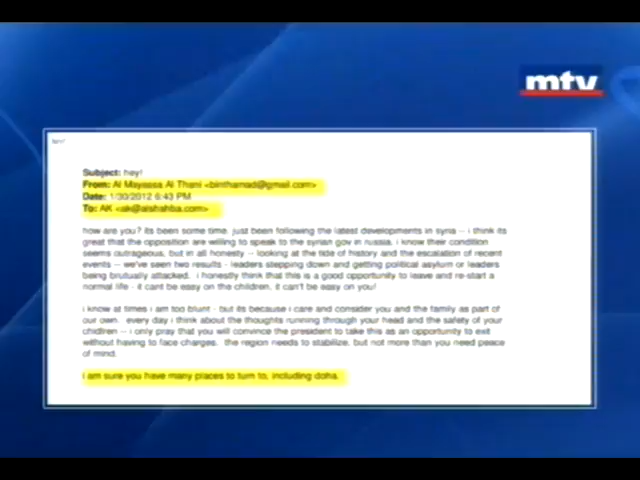 mtv
Subject: hey!
From: Al Mayassa Al Thani <binthamad@gmail.com>
Date: 1/30/2012 6:43 PM
To: AK <ak@alshahba.com>
how are you? its been some time. just been following the latest developments in syria -- i think its
great that the opposition are willing to speak to the syrian gov in russia. i know their condition
seems outrageous, but in all honesty -- looking at the tide of history and the escalation of recent
events -- we've seen two results - leaders stepping down and getting political asylum or leaders
being brutually attacked. i honestly think that this is a good opportunity to leave and re-start a
normal life - it cant be easy on the children, it can't be easy on you!
i know at times i am too blunt - but its because i care and consider you and the family as part of
our own. every day i think about the thoughts running through your head and the safety of your
children -- i only pray that you will convince the president to take this as an opportunity to exit
without having to face charges. the region needs to stabilize, but not more than you need peace
of mind.
i am sure you have many places to turn to, including doha.